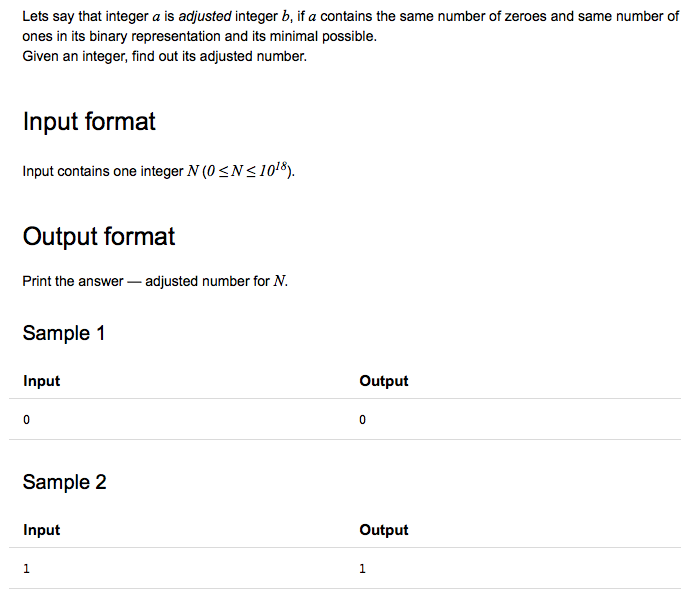 Lets say that integer a is adjusted integer b, if a contains the same number of zeroes and same number of
ones in its binary representation and its minimal possible.
Given an integer, find out its adjusted number.
Input format
Input contains one integer N (0 ≤ N ≤ 10^18).
Output format
Print the answer — adjusted number for N.
Sample 1
Input Output
0 0
Sample 2
Input Output
1 1